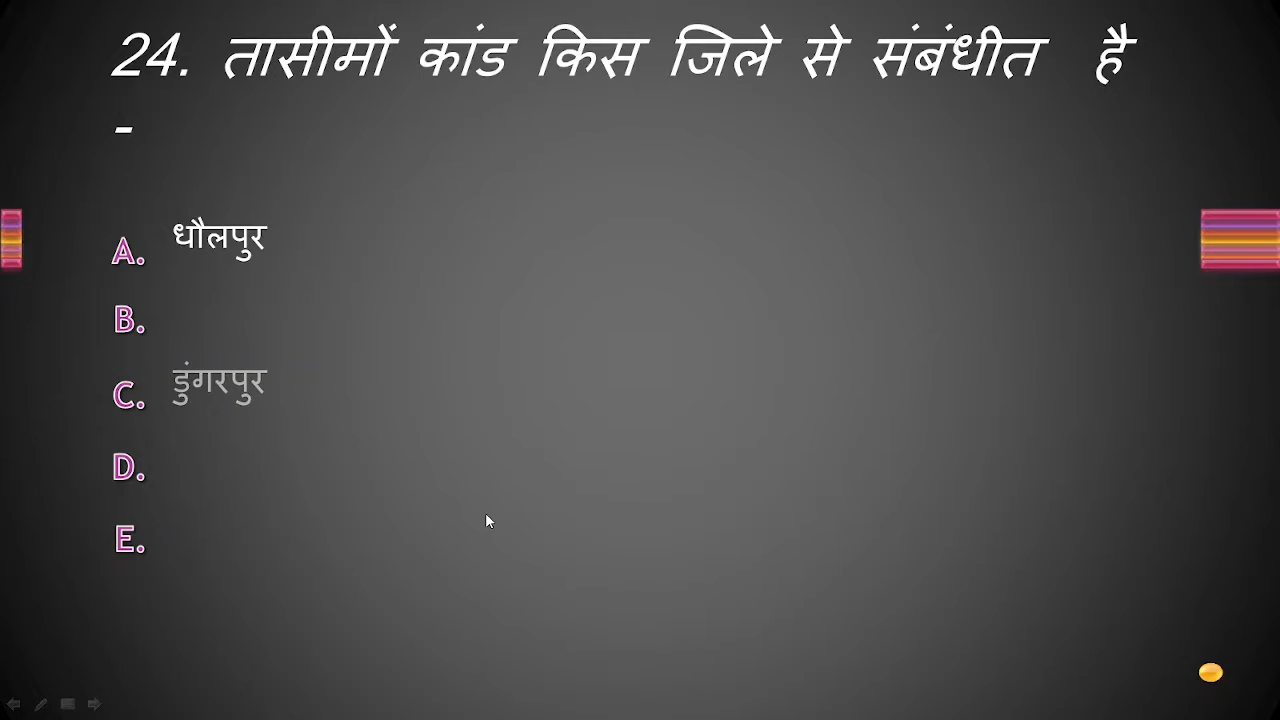 24. तासीमों कांड किस जिले से संबंधीत है
-
A. धौलपुर
B.
C. डुंगरपुर
D.
E.